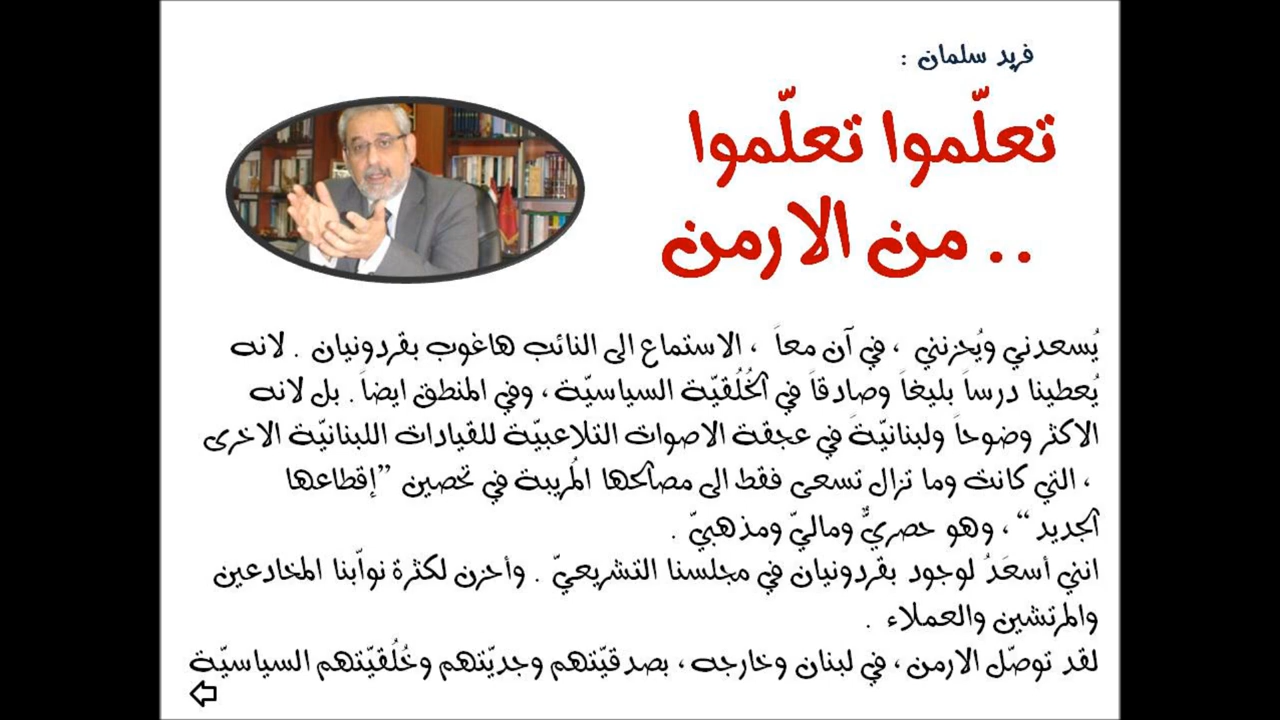 فريد سلمان :
تعلّموا تعلّموا
.. من الارمن
يُسعدني ويُحزنني ، في آن معاً ، الاستماع الى النائب هاغوب بقردونيان . لانه
يُعطينا درساً بليغاً وصادقاً في الخُلُقيّة السياسيّة ، وفي المنطق ايضاً . بل لانه
الاكثر وضوحاً ولبنانيّةً في عجقة الاصوات التلاعبيّة للقيادات اللبنانيّة الاخرى
، التي كانت وما تزال تسعى فقط الى مصالحها المُريبة في تحصين ”إقطاعها
الجديد“ ، وهو حصريٌّ وماليّ ومذهبيّ .
انني أسعَدُ لوجود بقردونيان في مجلسنا التشريعيّ . وأحزن لكثرة نوّابنا المخادعين
والمرتشين والعملاء .
لقد توصّل الارمن ، في لبنان وخارجه ، بصدقيّتهم وجديّتهم وخُلُقيّتهم السياسيّة